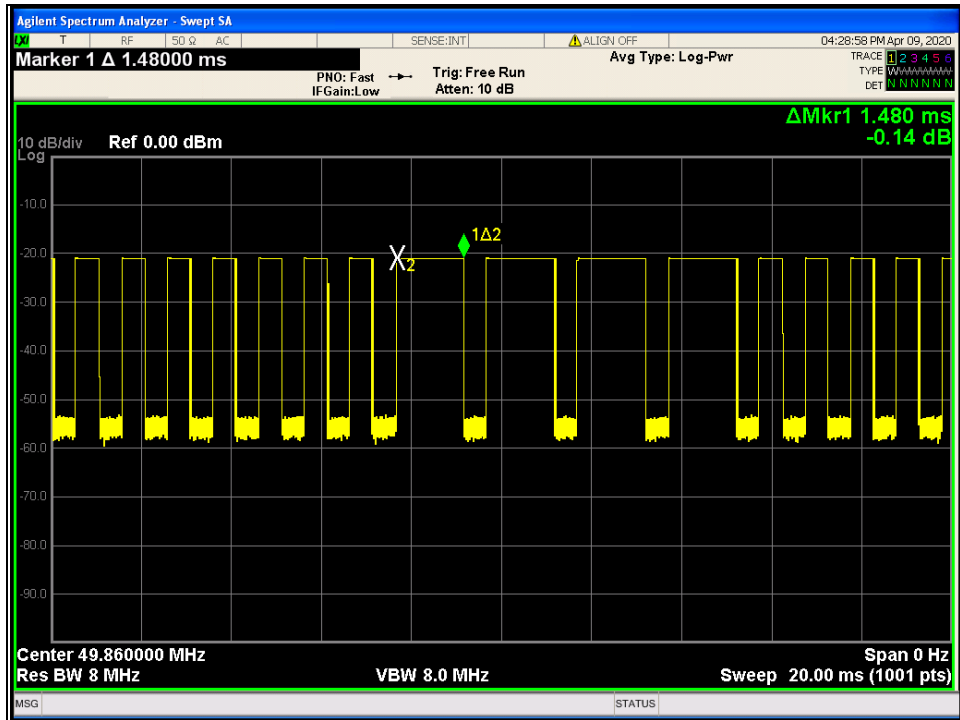 Agilent Spectrum Analyzer - Swept SA
LXI T RF 50 Ω AC SENSE:INT ALIGN OFF 04:28:58 PM Apr 09, 2020
Marker 1 Δ 1.48000 ms
Avg Type: Log-Pwr
TRACE 1 2 3 4 5 6
PNO: Fast Trig: Free Run
TYPE WWWWWW
IFGain:Low Atten: 10 dB
DET N N N N N N
ΔMkr1 1.480 ms
-0.14 dB
10 dB/div Ref 0.00 dBm
Log
-10.0
1Δ2
-20.0
X2
-30.0
-40.0
-50.0
-60.0
-70.0
-80.0
-90.0
Center 49.860000 MHz Span 0 Hz
Res BW 8 MHz VBW 8.0 MHz Sweep 20.00 ms (1001 pts)
MSG STATUS